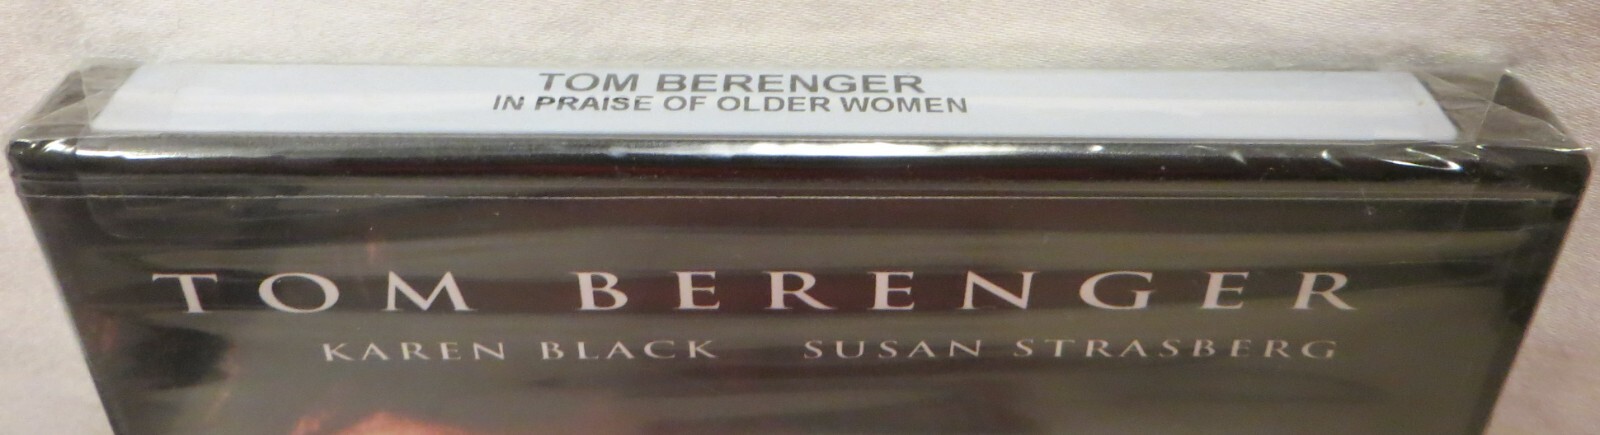 TOM BERENGER
IN PRAISE OF OLDER WOMEN
TOM BERENGER
KAREN BLACK SUSAN STRASBERG